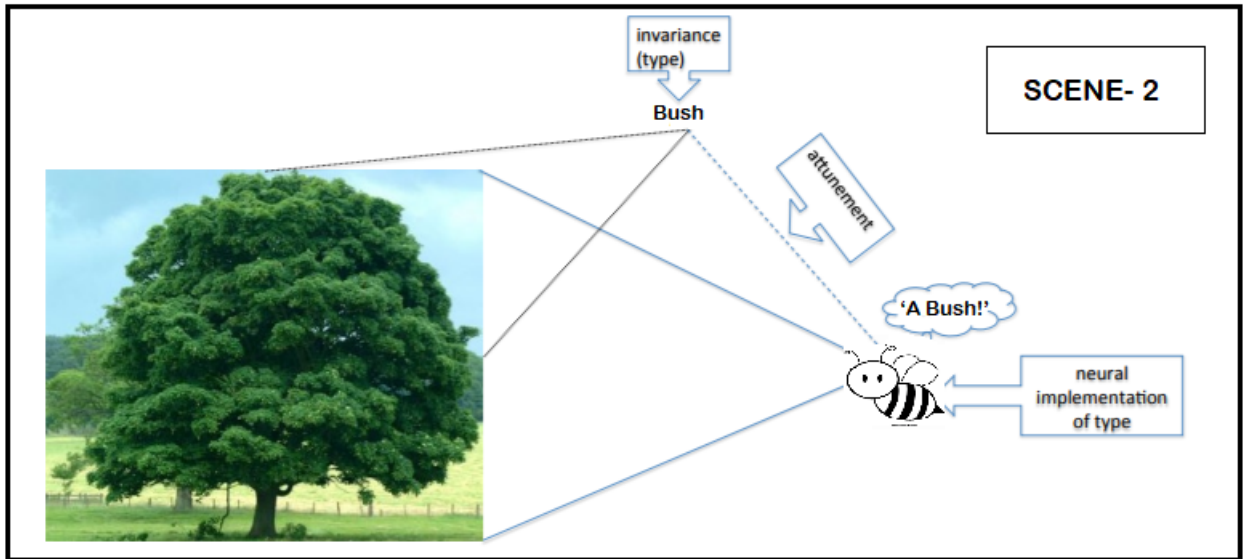 invariance
(type)
Bush
SCENE- 2
attunement
‘A Bush!’
neural
implementation
of type